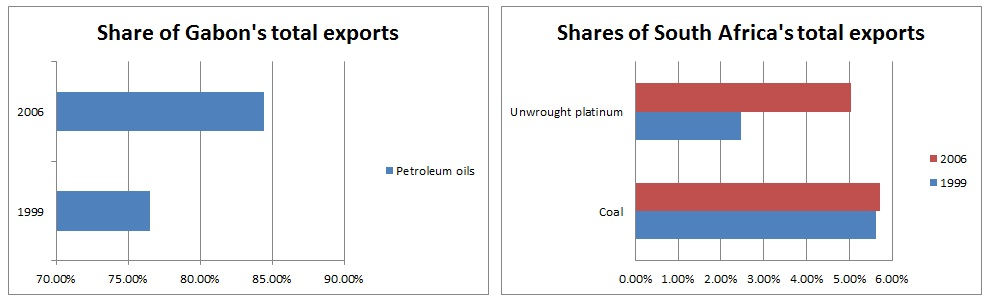 Share of Gabon's total exports
2006
1999
Petroleum oils
70.00% 75.00% 80.00% 85.00% 90.00%
Shares of South Africa's total exports
Unwrought platinum
Coal
2006
1999
0.00% 1.00% 2.00% 3.00% 4.00% 5.00% 6.00%